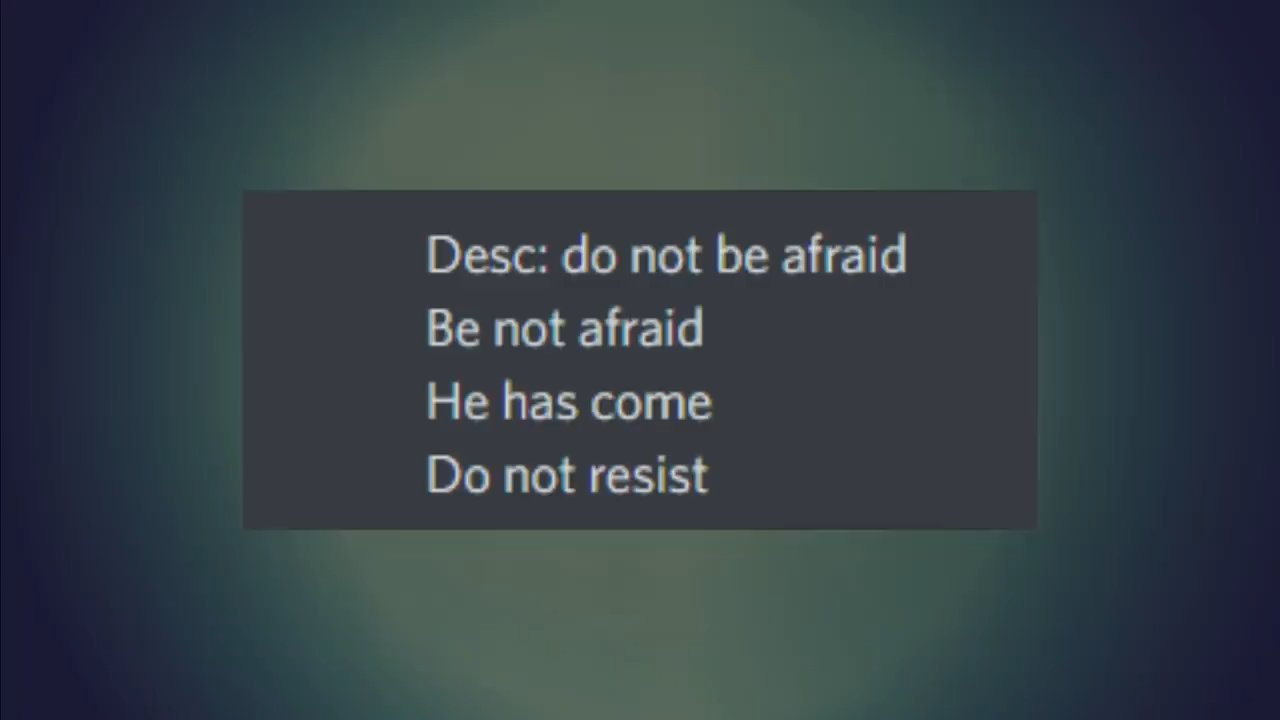 Desc: do not be afraid
Be not afraid
He has come
Do not resist